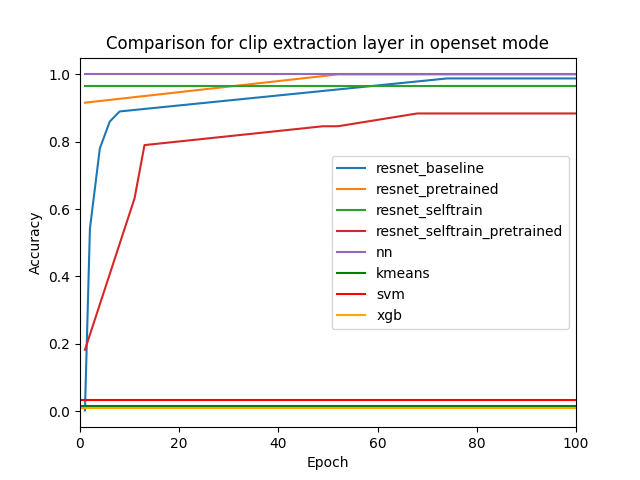 Comparison for clip extraction layer in openset mode
1.0
0.8
0.6
0.4
0.2
0.0
Accuracy
resnet_baseline
resnet_pretrained
resnet_selftrain
resnet_selftrain_pretrained
nn
kmeans
svm
xgb
0 20 40 60 80 100
Epoch